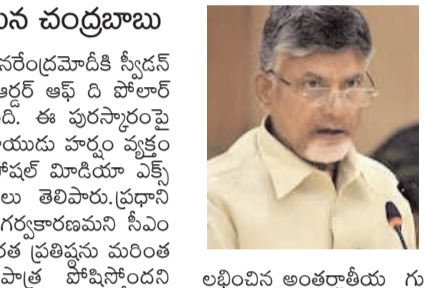 ున చంద్రబాబు
నరేంద్రమోదీకి స్వీడన్
ఆర్డర్ ఆఫ్ ది పోలార్
ది. ఈ పురస్కారంపై
ాయుడు హర్షం వ్యక్తం
ోషల్ మీడియా ఎక్స్
లు తెలిపారు.ప్రధాని
గర్వకారణమని సీఎం
రత ప్రతిష్ఠను మరింత
పాత్ర పోషిస్తోందని
లభించిన అంతర్జాతీయ గు